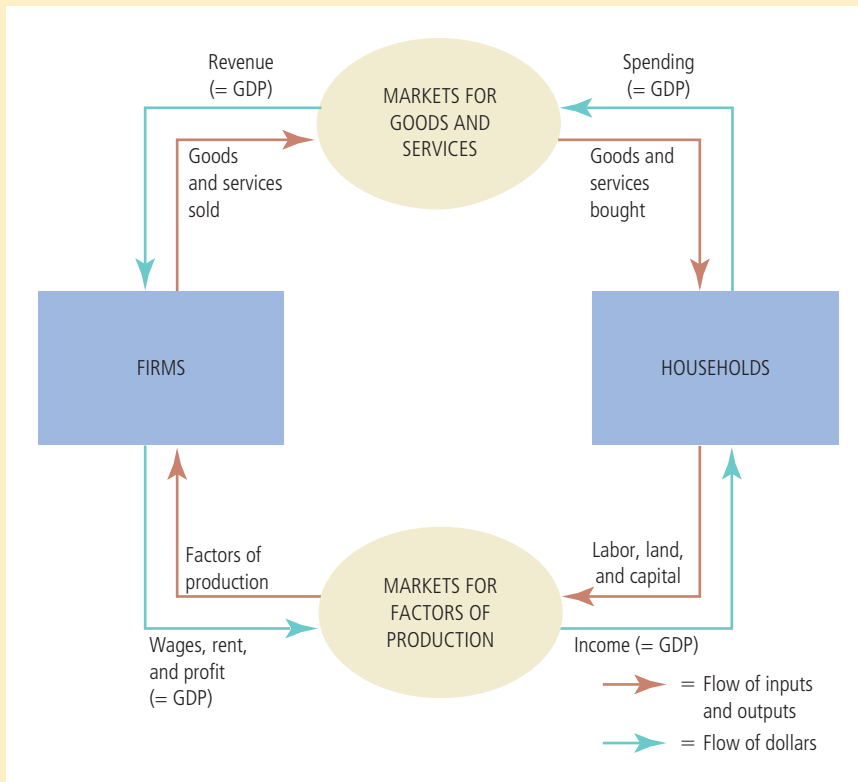 Revenue
(= GDP)
Spending
(= GDP)
MARKETS FOR
GOODS AND
SERVICES
Goods
and services
sold
Goods and
services
bought
FIRMS
HOUSEHOLDS
Factors of
production
Labor, land,
and capital
MARKETS FOR
FACTORS OF
PRODUCTION
Wages, rent,
and profit
(= GDP)
Income (= GDP)
= Flow of inputs
and outputs
= Flow of dollars